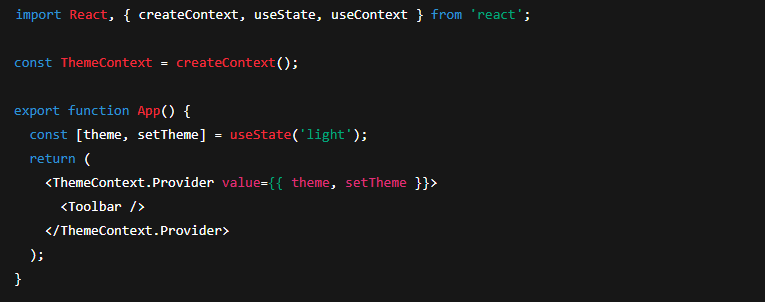 import React, { createContext, useState, useContext } from 'react';
const ThemeContext = createContext();
export function App() {
const [theme, setTheme] = useState('light');
return (
<ThemeContext.Provider value={{ theme, setTheme }}>
<Toolbar />
</ThemeContext.Provider>
);
}